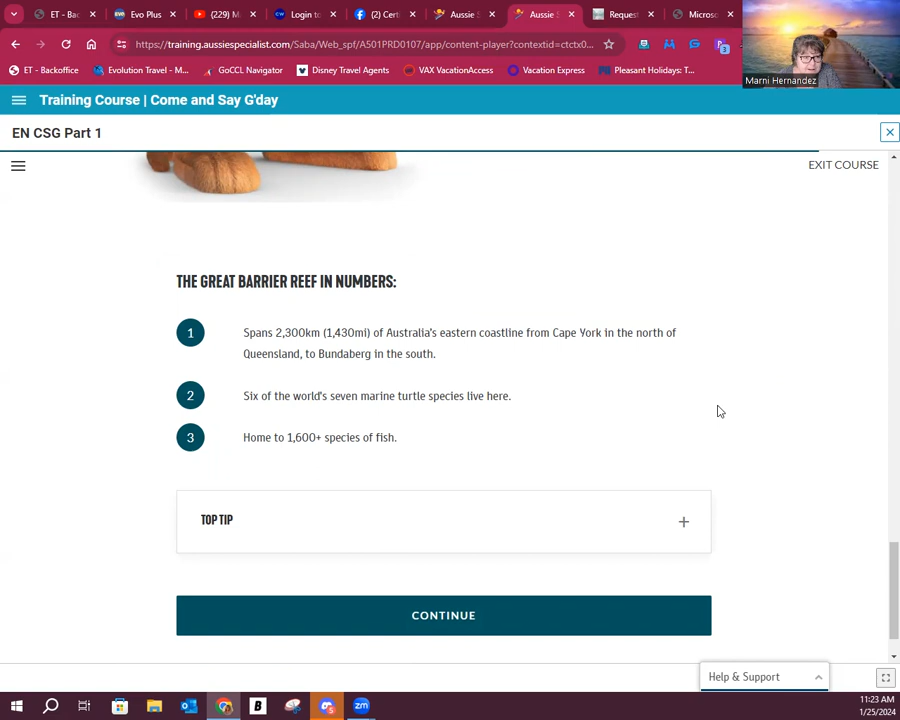 ET - Bac
Evo Plus
(229) M
Login to
(2) Cert
Aussie S
Aussie S
Request
Microso
https://training.aussiespecialist.com/Saba/Web_spf/A501PRD0107/app/content-player?contextid=ctctx0...
ET - Backoffice
Evolution Travel - M...
GoCCL Navigator
Disney Travel Agents
VAX VacationAccess
Vacation Express
Pleasant Holidays: T...
Marni Hernandez
Training Course | Come and Say G'day
EN CSG Part 1
EXIT COURSE
THE GREAT BARRIER REEF IN NUMBERS:
1 Spans 2,300km (1,430mi) of Australia's eastern coastline from Cape York in the north of
Queensland, to Bundaberg in the south.
2 Six of the world's seven marine turtle species live here.
3 Home to 1,600+ species of fish.
TOP TIP
CONTINUE
Help & Support
11:23 AM
1/25/2024